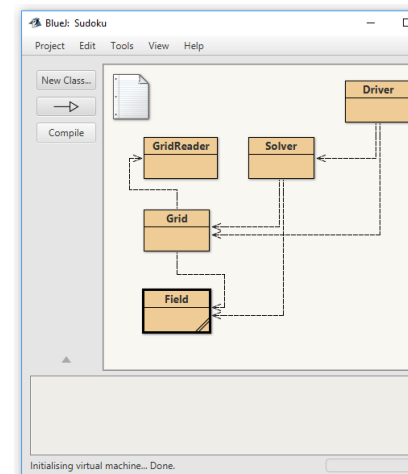 BlueJ: Sudoku
Project Edit Tools View Help
New Class...
Compile
Driver
GridReader
Solver
Grid
Field
Initialising virtual machine... Done.